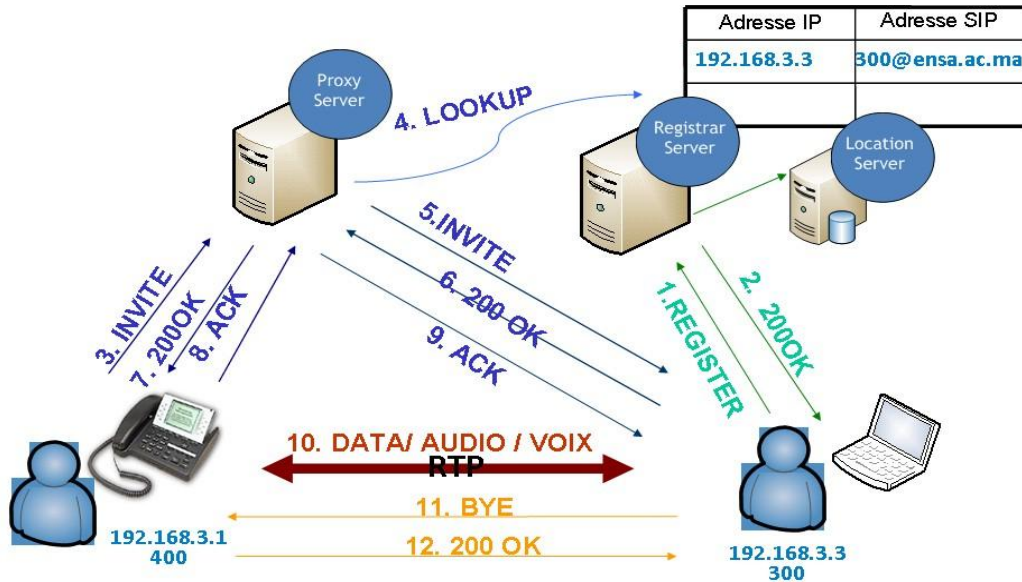 Adresse IP
Adresse SIP
192.168.3.3
300@ensa.ac.ma
Proxy
Server
4. LOOKUP
Registrar
Server
Location
Server
5.INVITE
6. 200 OK
9. ACK
3. INVITE
7. 200OK
8. ACK
1.REGISTER
2. 200OK
10. DATA/ AUDIO / VOIX
RTP
11. BYE
12. 200 OK
192.168.3.1
400
192.168.3.3
300